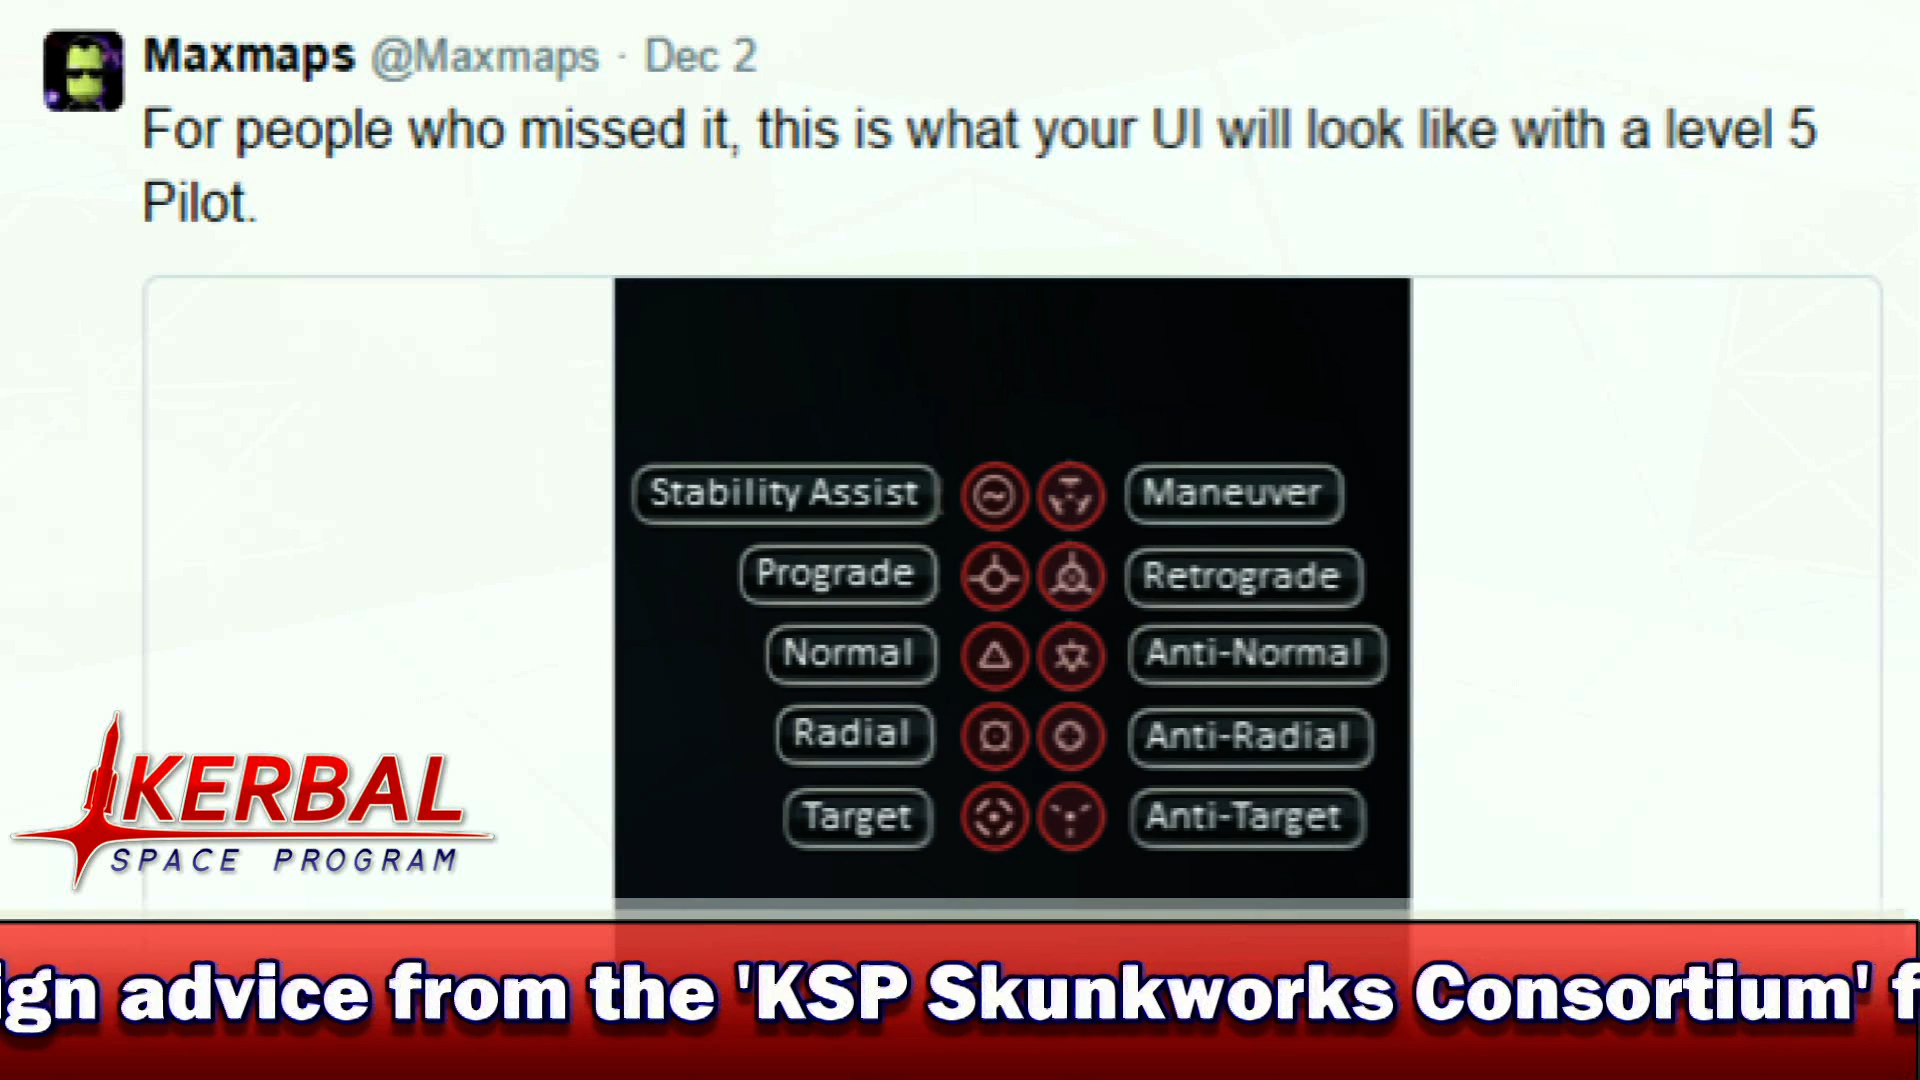 Maxmaps @Maxmaps · Dec 2
For people who missed it, this is what your UI will look like with a level 5
Pilot.
Stability Assist Maneuver
Prograde Retrograde
Normal Anti-Normal
Radial Anti-Radial
Target Anti-Target
KERBAL
SPACE PROGRAM
advice from the 'KSP Skunkworks Consortium'